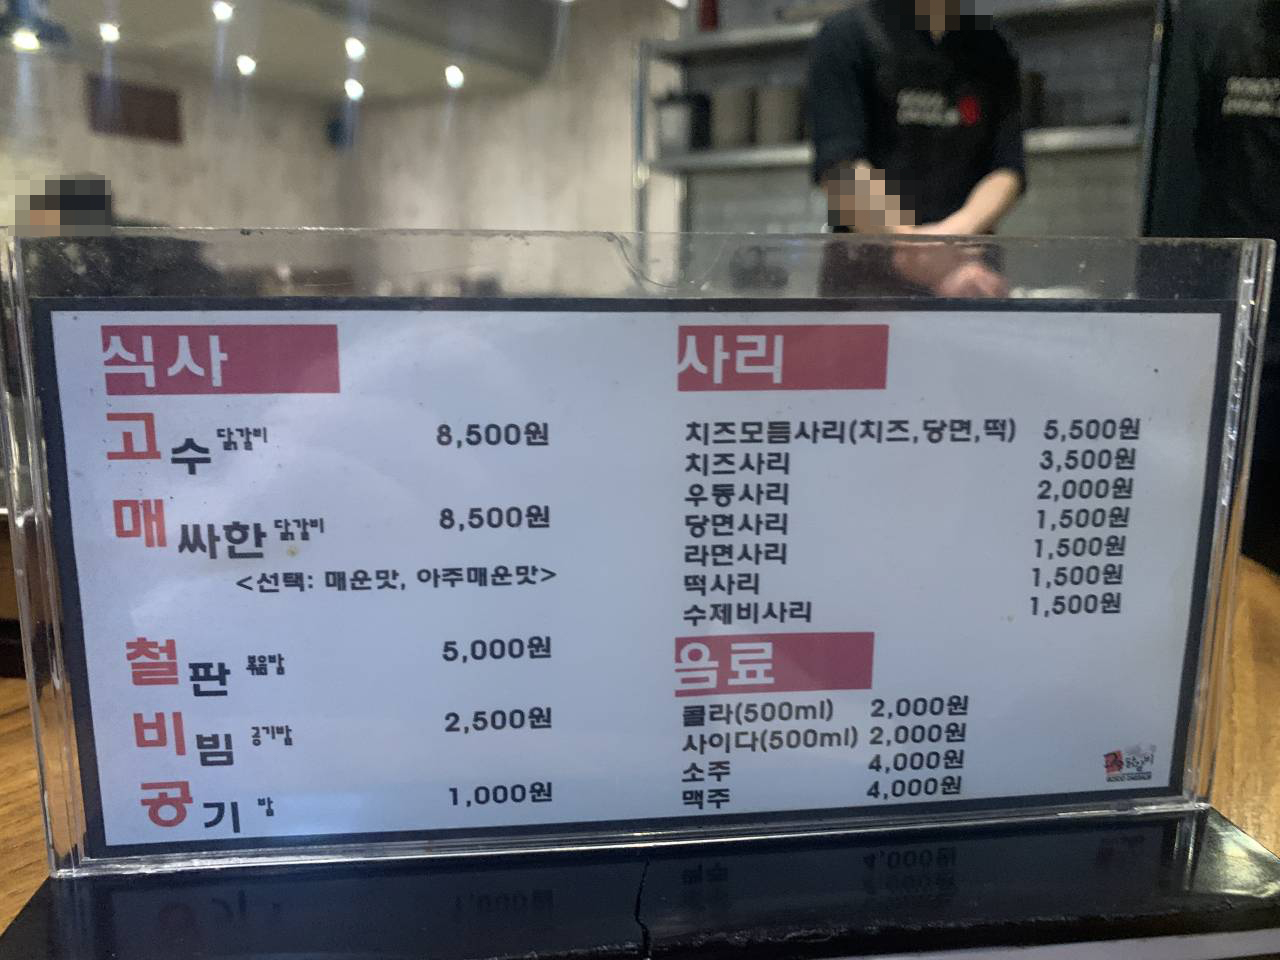 식사
고수닭갈비 8,500원
매싸한닭갈비 8,500원
<선택: 매운맛, 아주매운맛>
철판볶음밥 5,000원
비빔공기밥 2,500원
공기밥 1,000원
사리
치즈모듬사리(치즈,당면,떡) 5,500원
치즈사리 3,500원
우동사리 2,000원
당면사리 1,500원
라면사리 1,500원
떡사리 1,500원
수제비사리 1,500원
음료
콜라(500ml) 2,000원
사이다(500ml) 2,000원
소주 4,000원
맥주 4,000원